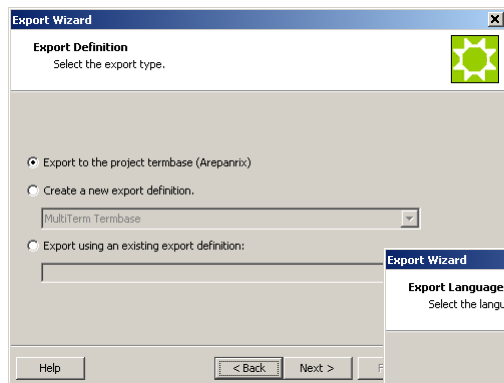 Export Wizard
Export Definition
Select the export type.
Export to the project termbase (Arepanrix)
Create a new export definition.
MultiTerm Termbase
Export using an existing export definition:
Help
< Back
Next >
F
Export Wizard
Export Language
Select the langu